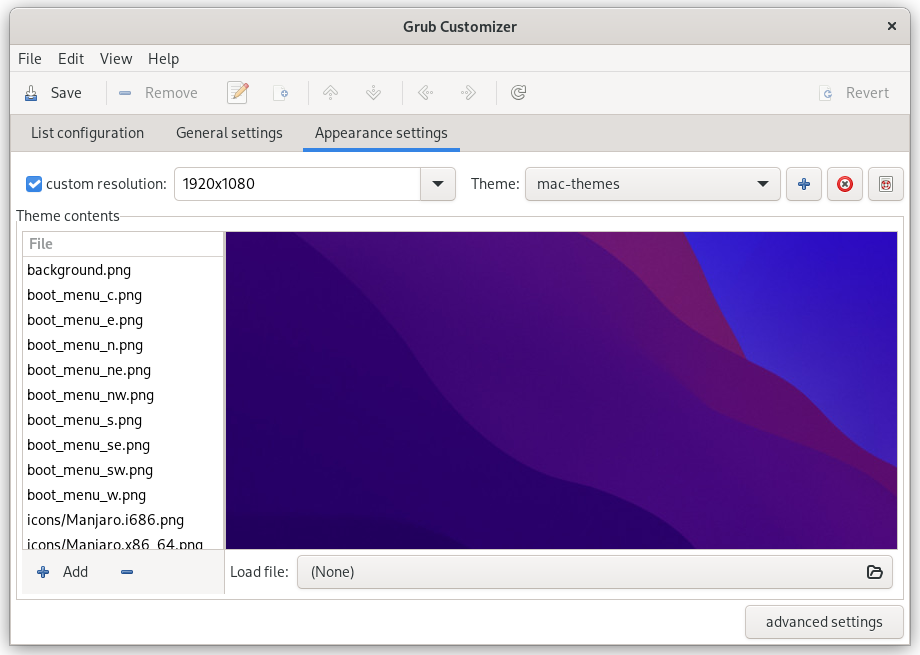 Grub Customizer
File Edit View Help
Save Remove Revert
List configuration General settings Appearance settings
custom resolution: 1920x1080 Theme: mac-themes
Theme contents
File
background.png
boot_menu_c.png
boot_menu_e.png
boot_menu_n.png
boot_menu_ne.png
boot_menu_nw.png
boot_menu_s.png
boot_menu_se.png
boot_menu_sw.png
boot_menu_w.png
icons/Manjaro.i686.png
icons/Manjaro.x86_64.png
Add Load file: (None)
advanced settings